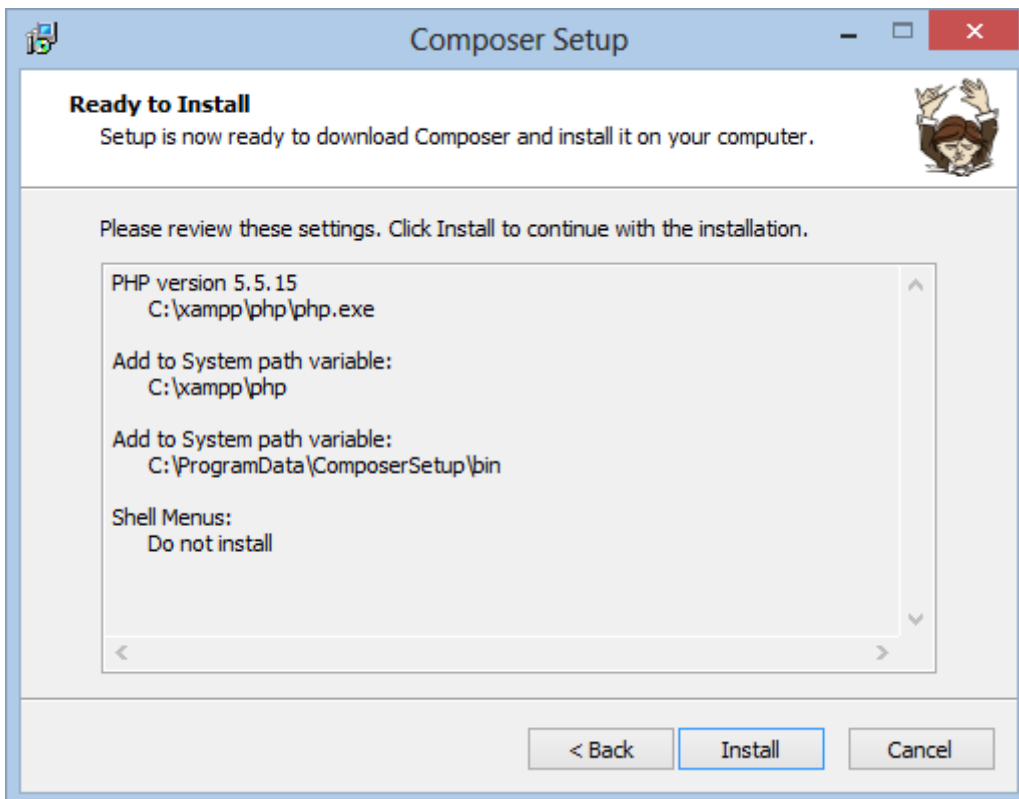 Composer Setup
Ready to Install
Setup is now ready to download Composer and install it on your computer.
Please review these settings. Click Install to continue with the installation.
PHP version 5.5.15
C:\xampp\php\php.exe
Add to System path variable:
C:\xampp\php
Add to System path variable:
C:\ProgramData\ComposerSetup\bin
Shell Menus:
Do not install
< Back
Install
Cancel